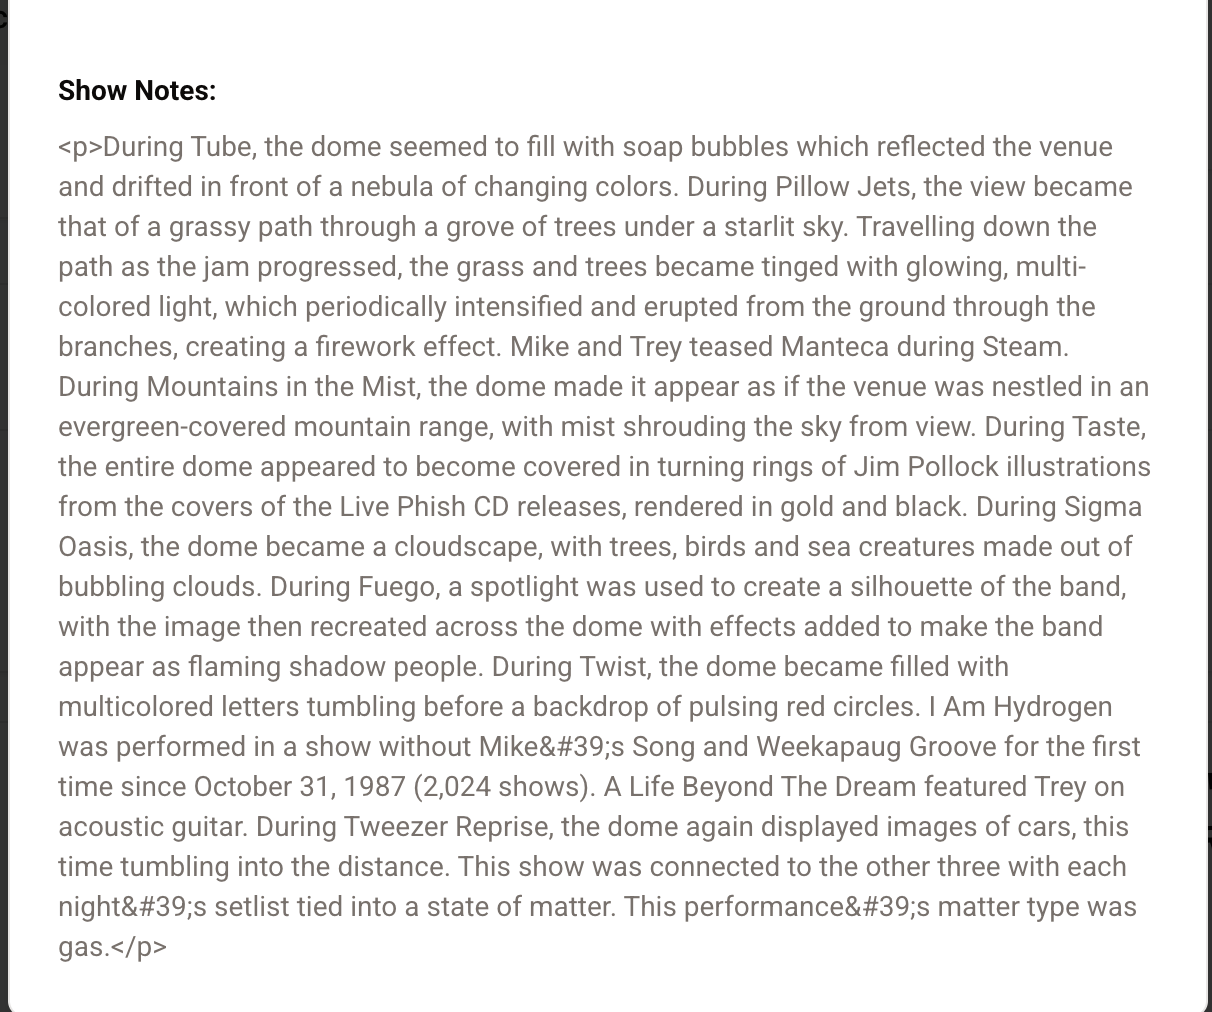 Show Notes:
<p>During Tube, the dome seemed to fill with soap bubbles which reflected the venue
and drifted in front of a nebula of changing colors. During Pillow Jets, the view became
that of a grassy path through a grove of trees under a starlit sky. Travelling down the
path as the jam progressed, the grass and trees became tinged with glowing, multi-
colored light, which periodically intensified and erupted from the ground through the
branches, creating a firework effect. Mike and Trey teased Manteca during Steam.
During Mountains in the Mist, the dome made it appear as if the venue was nestled in an
evergreen-covered mountain range, with mist shrouding the sky from view. During Taste,
the entire dome appeared to become covered in turning rings of Jim Pollock illustrations
from the covers of the Live Phish CD releases, rendered in gold and black. During Sigma
Oasis, the dome became a cloudscape, with trees, birds and sea creatures made out of
bubbling clouds. During Fuego, a spotlight was used to create a silhouette of the band,
with the image then recreated across the dome with effects added to make the band
appear as flaming shadow people. During Twist, the dome became filled with
multicolored letters tumbling before a backdrop of pulsing red circles. I Am Hydrogen
was performed in a show without Mike&#39;s Song and Weekapaug Groove for the first
time since October 31, 1987 (2,024 shows). A Life Beyond The Dream featured Trey on
acoustic guitar. During Tweezer Reprise, the dome again displayed images of cars, this
time tumbling into the distance. This show was connected to the other three with each
night&#39;s setlist tied into a state of matter. This performance&#39;s matter type was
gas.</p>